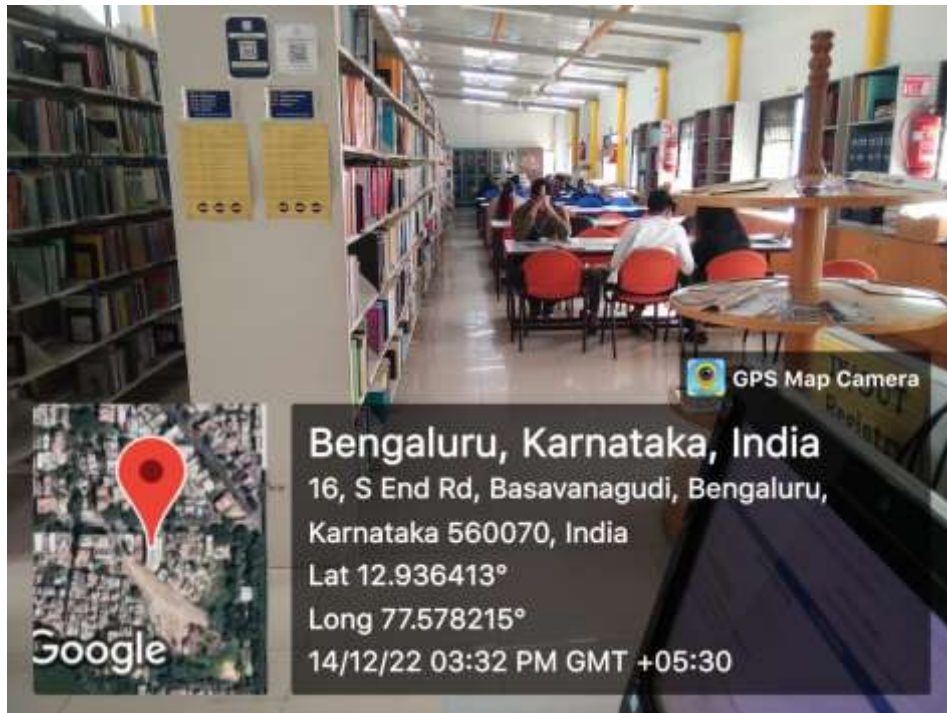 GPS Map Camera
Bengaluru, Karnataka, India
16, S End Rd, Basavanagudi, Bengaluru,
Karnataka 560070, India
Lat 12.936413°
Long 77.578215°
14/12/22 03:32 PM GMT +05:30
Google